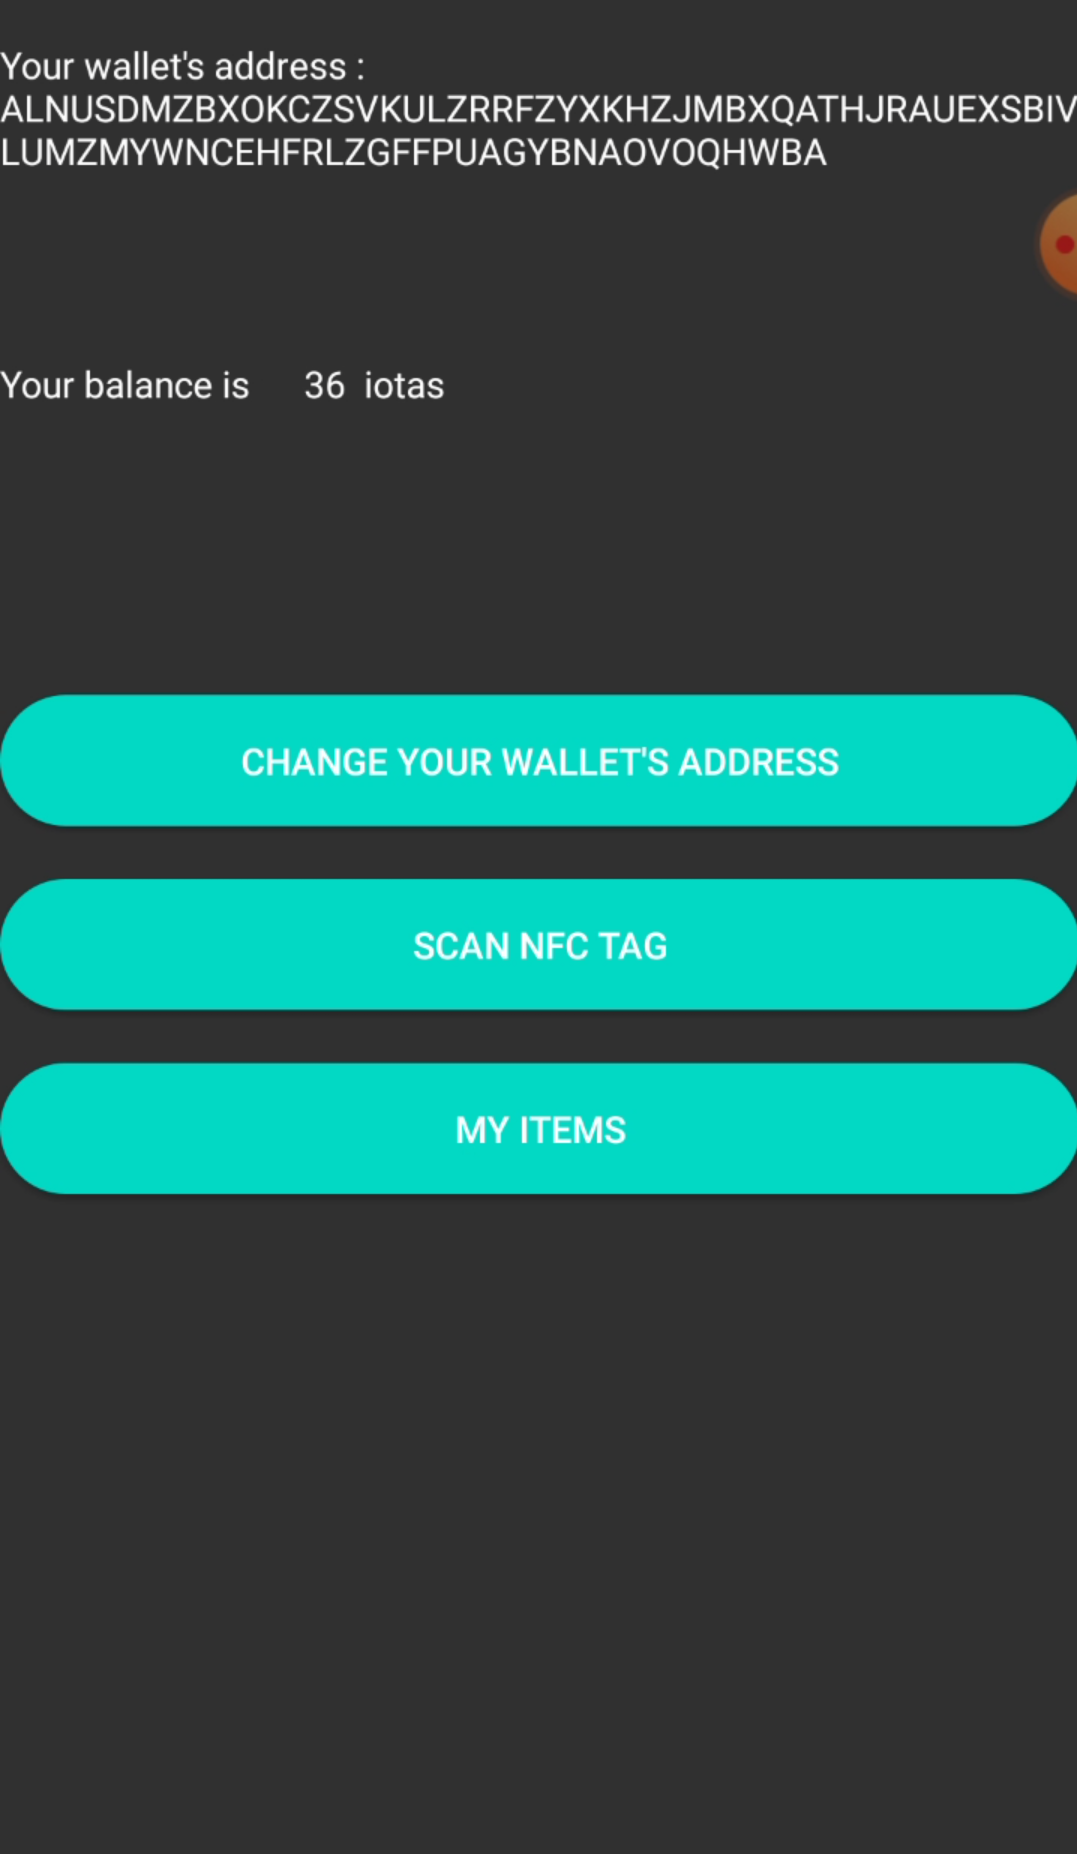 Your wallet's address :
ALNUSDMZBXOKCZSVKULZRRFZYXKHZJMBXQATHJRAUEXSBIV
LUMZMYWNCEHFRLZGFFPUAGYBNAOVOQHWBA
Your balance is 36 iotas
CHANGE YOUR WALLET'S ADDRESS
SCAN NFC TAG
MY ITEMS